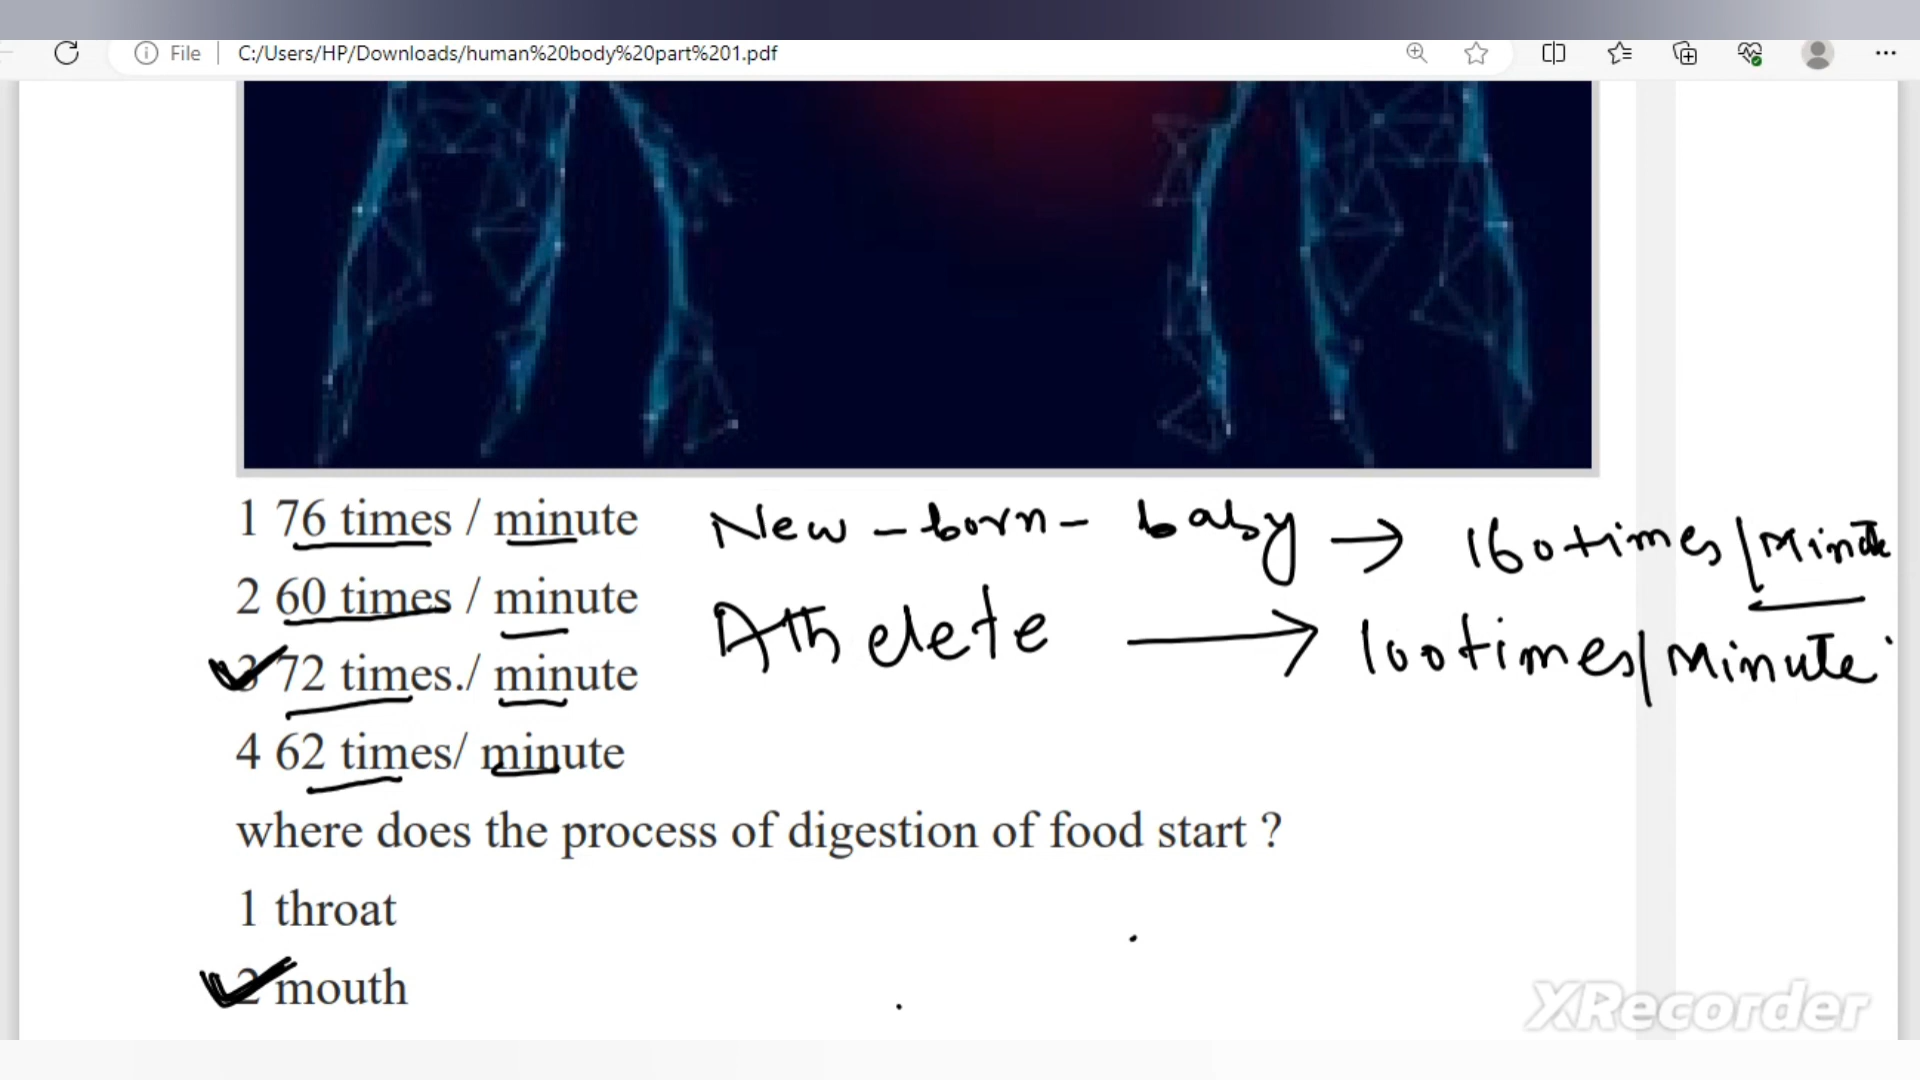 File
C:/Users/HP/Downloads/human%20body%20part%201.pdf
1 76 times / minute
New-born- baby → 160times/Minute
2 60 times / minute
Athelete → 100times/Minute
3 72 times./ minute
4 62 times/ minute
where does the process of digestion of food start ?
1 throat
2 mouth
XRecorder